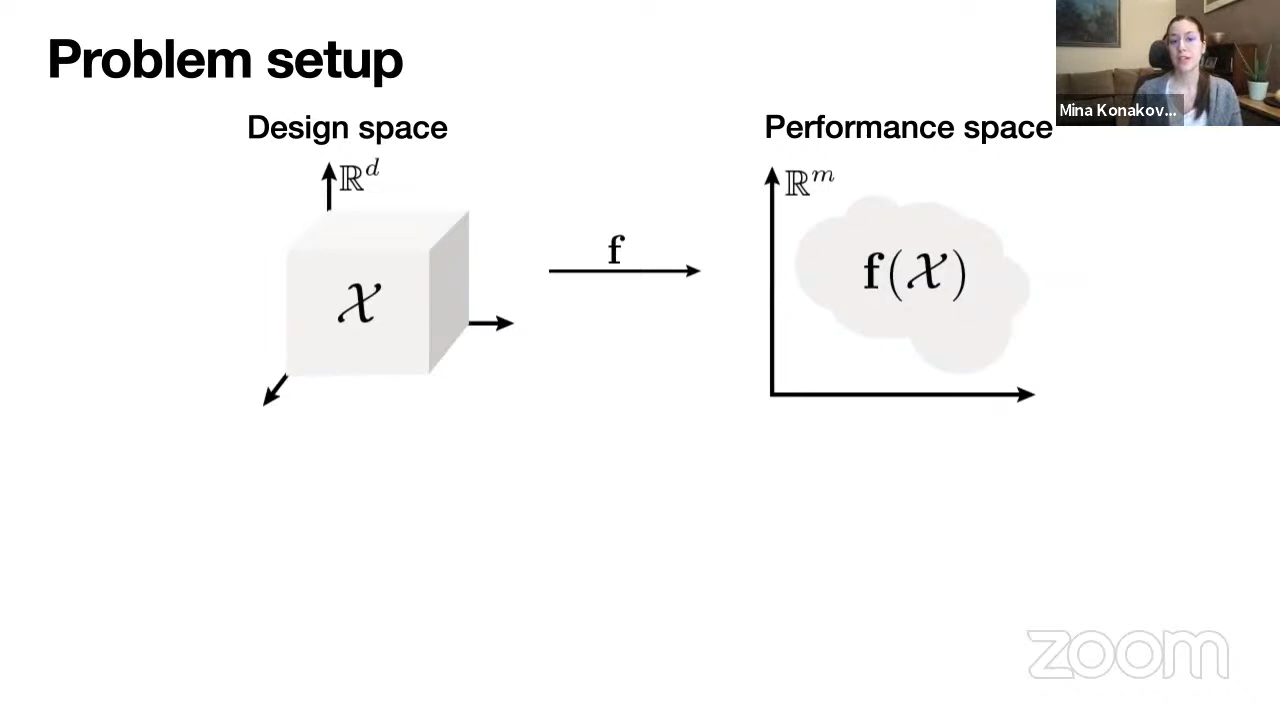 Problem setup
Mina Konakov...
Design space
Performance space
ℝ^d
ℝ^m
f
𝒳
f(𝒳)
zoom